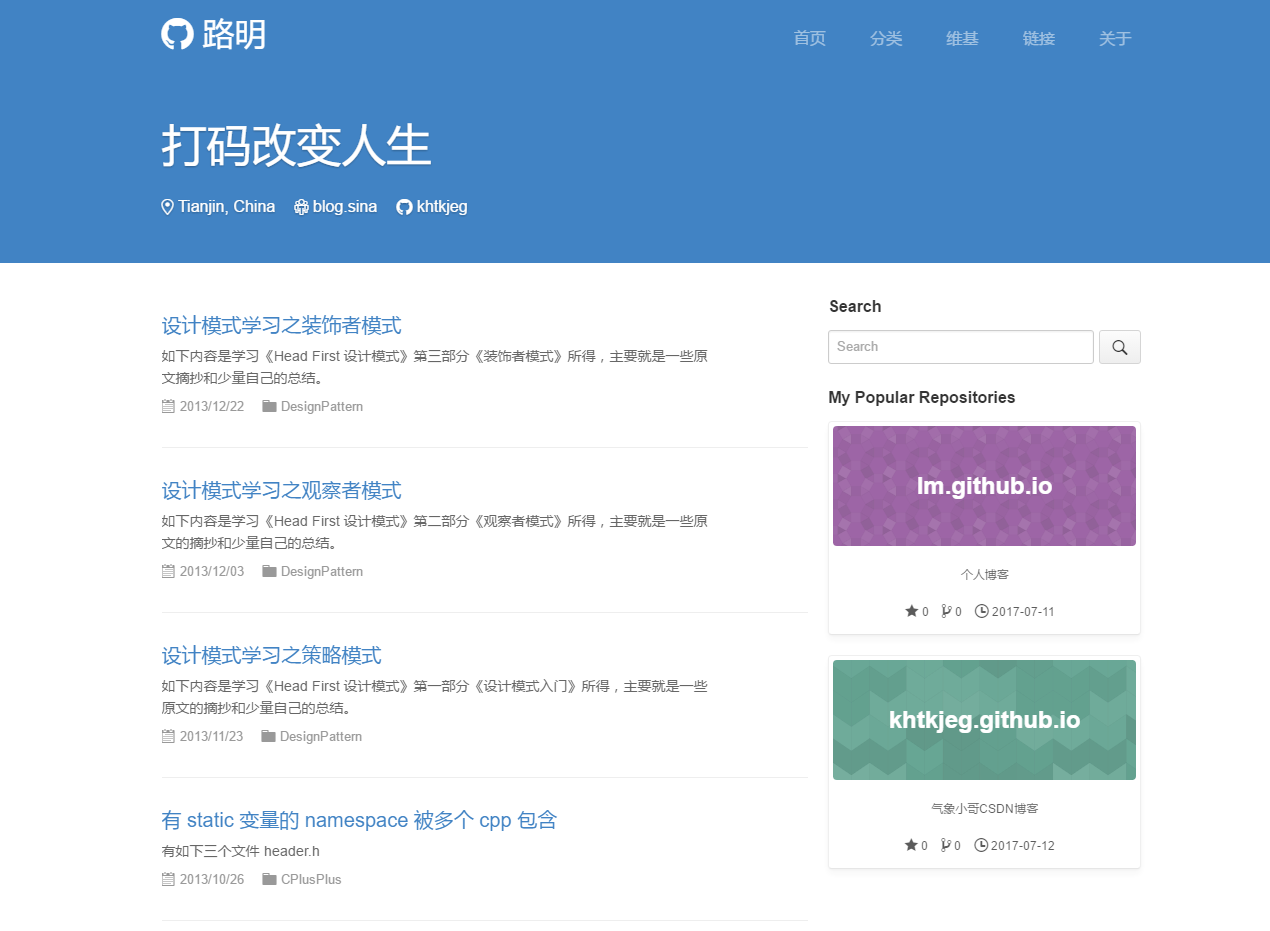 路明
首页 分类 维基 链接 关于
打码改变人生
Tianjin, China blog.sina khtkjeg
设计模式学习之装饰者模式
如下内容是学习《Head First 设计模式》第三部分《装饰者模式》所得，主要就是一些原
文摘抄和少量自己的总结。
2013/12/22 DesignPattern
设计模式学习之观察者模式
如下内容是学习《Head First 设计模式》第二部分《观察者模式》所得，主要就是一些原
文的摘抄和少量自己的总结。
2013/12/03 DesignPattern
设计模式学习之策略模式
如下内容是学习《Head First 设计模式》第一部分《设计模式入门》所得，主要就是一些
原文的摘抄和少量自己的总结。
2013/11/23 DesignPattern
有 static 变量的 namespace 被多个 cpp 包含
有如下三个文件 header.h
2013/10/26 CPlusPlus
Search
Search
My Popular Repositories
lm.github.io
个人博客
0 0 2017-07-11
khtkjeg.github.io
气象小哥CSDN博客
0 0 2017-07-12